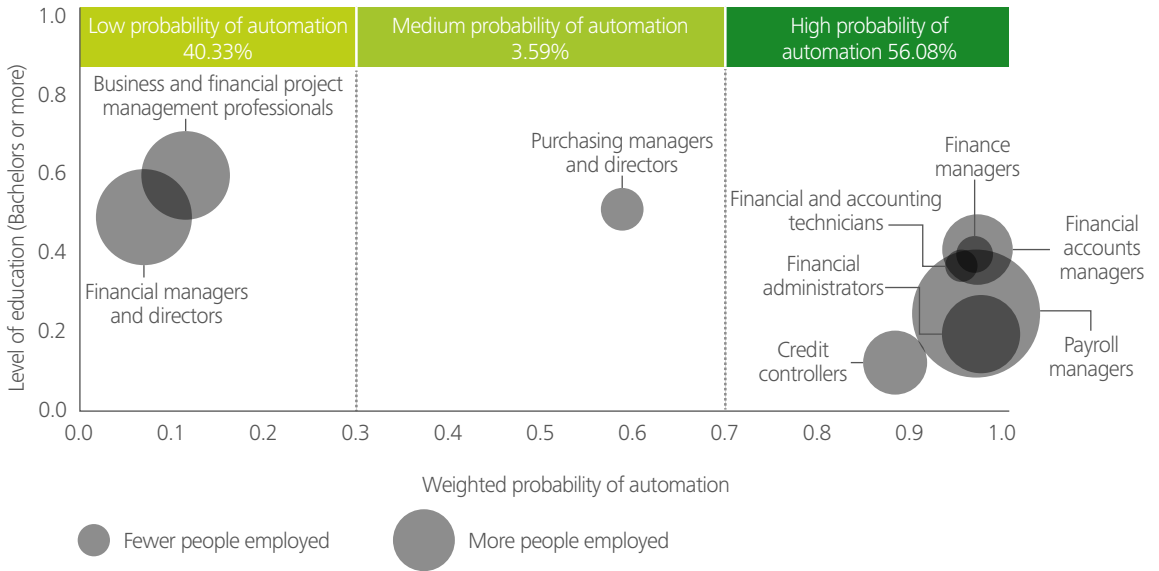 Low probability of automation
40.33%
Medium probability of automation
3.59%
High probability of
automation 56.08%
Level of education (Bachelors or more)
1.0
0.8
0.6
0.4
0.2
0.0
Business and financial project
management professionals
Financial managers
and directors
Purchasing managers
and directors
Finance
managers
Financial and accounting
technicians
Financial
accounts
managers
Financial
administrators
Credit
controllers
Payroll
managers
0.0 0.1 0.2 0.3 0.4 0.5 0.6 0.7 0.8 0.9 1.0
Weighted probability of automation
Fewer people employed
More people employed